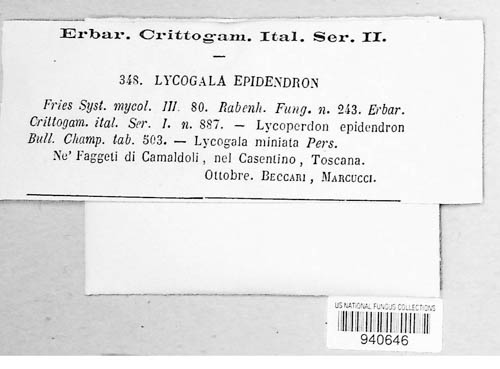 Erbar. Crittogam. Ital. Ser. II.
—
348. LYCOGALA EPIDENDRON
Fries Syst. mycol. III. 80. Rabenh. Fung. n. 243. Erbar.
Crittogam. ital. Ser. I. n. 887. — Lycoperdon epidendron
Bull. Champ. tab. 503. — Lycogala miniata Pers.
Ne' Faggeti di Camaldoli, nel Casentino, Toscana.
Ottobre. BECCARI, MARCUCCI.
US NATIONAL FUNGUS COLLECTIONS
940646